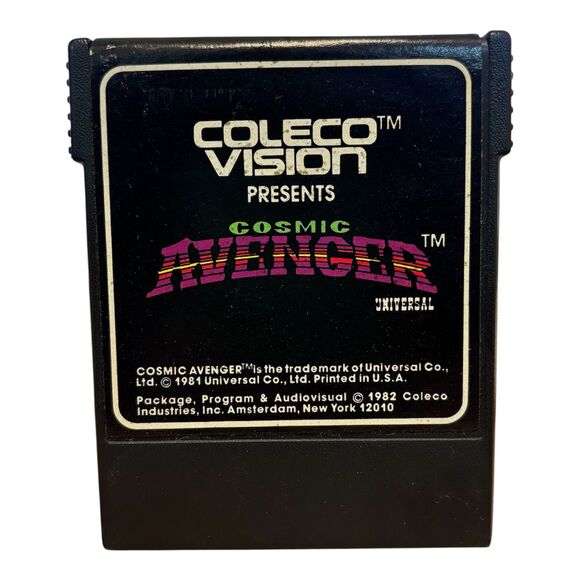 COLECO™
VISION
PRESENTS
COSMIC
AVENGER™
UNIVERSAL
COSMIC AVENGER™ is the trademark of Universal Co.,
Ltd. © 1981 Universal Co., Ltd. Printed in U.S.A.
Package, Program & Audiovisual © 1982 Coleco
Industries, Inc. Amsterdam, New York 12010